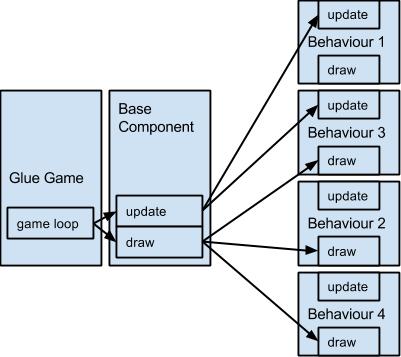 Glue Game
game loop
Base
Component
update
draw
update
Behaviour 1
draw
update
Behaviour 3
draw
update
Behaviour 2
draw
update
Behaviour 4
draw